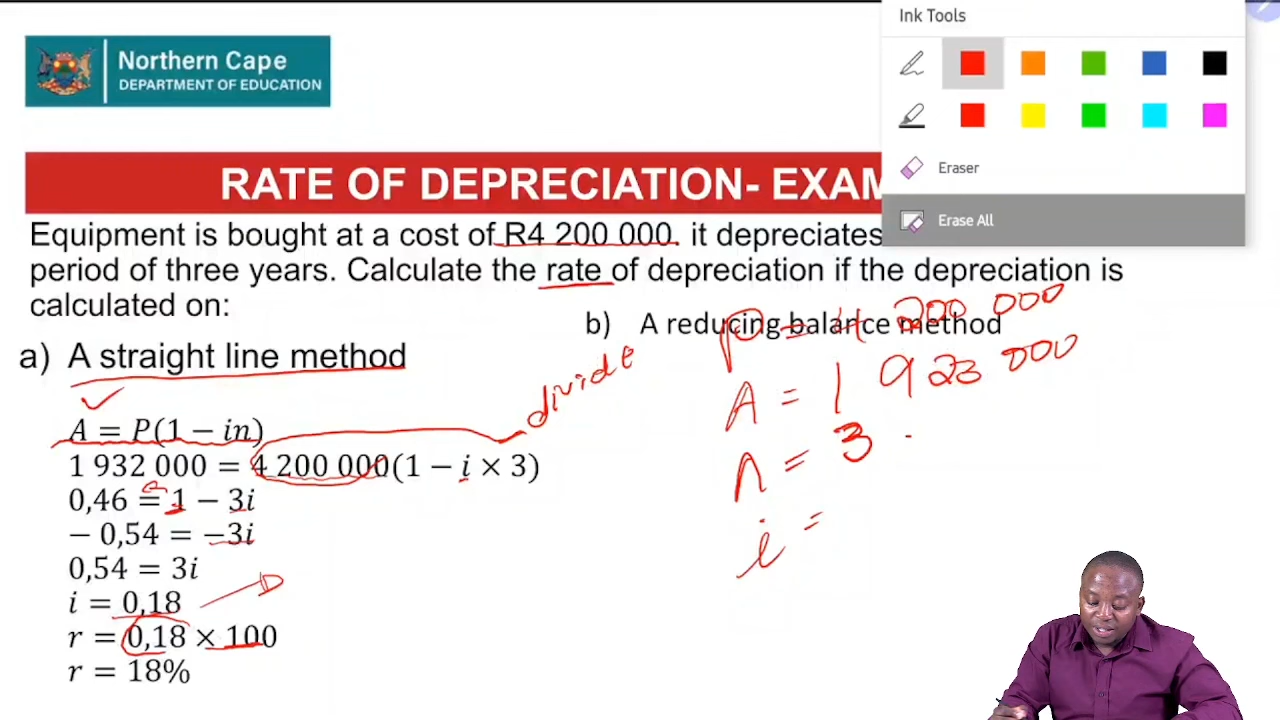 Northern Cape
DEPARTMENT OF EDUCATION
Ink Tools
Eraser
Erase All
RATE OF DEPRECIATION- EXAM
Equipment is bought at a cost of R4 200 000. it depreciates
period of three years. Calculate the rate of depreciation if the depreciation is
calculated on:
a) A straight line method
A = P(1 − in)
1 932 000 = 4 200 000(1 − i × 3)
0,46 = 1 − 3i
− 0,54 = −3i
0,54 = 3i
i = 0,18
r = 0,18 × 100
r = 18%
divide
b) A reducing balance method
P = 4 200 000
A = 1 923 000
n = 3
i =